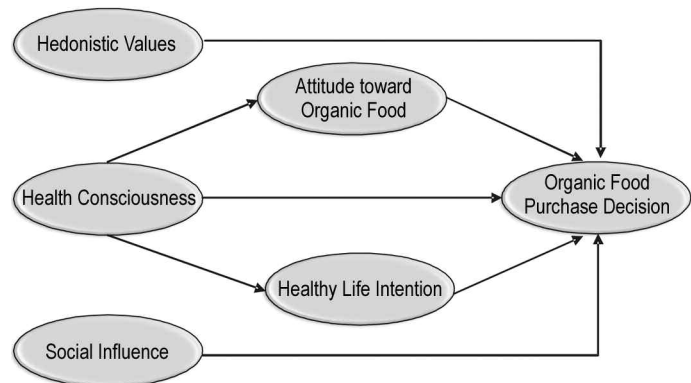 Hedonistic Values
Attitude toward
Organic Food
Health Consciousness
Organic Food
Purchase Decision
Healthy Life Intention
Social Influence